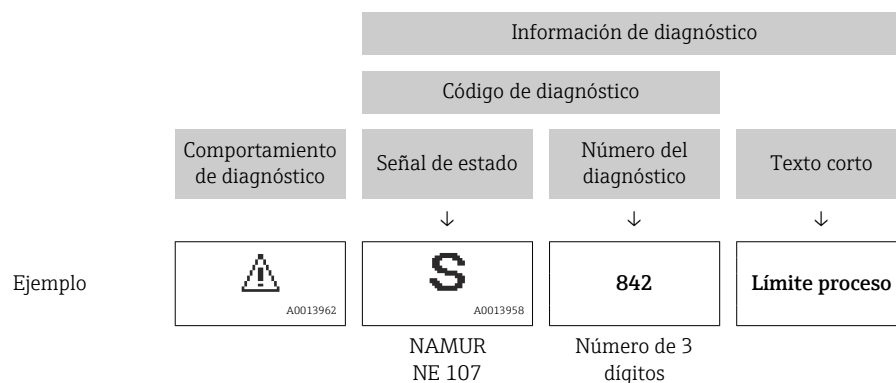 Información de diagnóstico
Código de diagnóstico
Comportamiento
de diagnóstico
Señal de estado
Número del
diagnóstico
Texto corto
↓
↓
↓
Ejemplo
⚠
A0013962
S
A0013958
842
Límite proceso
NAMUR
NE 107
Número de 3
dígitos